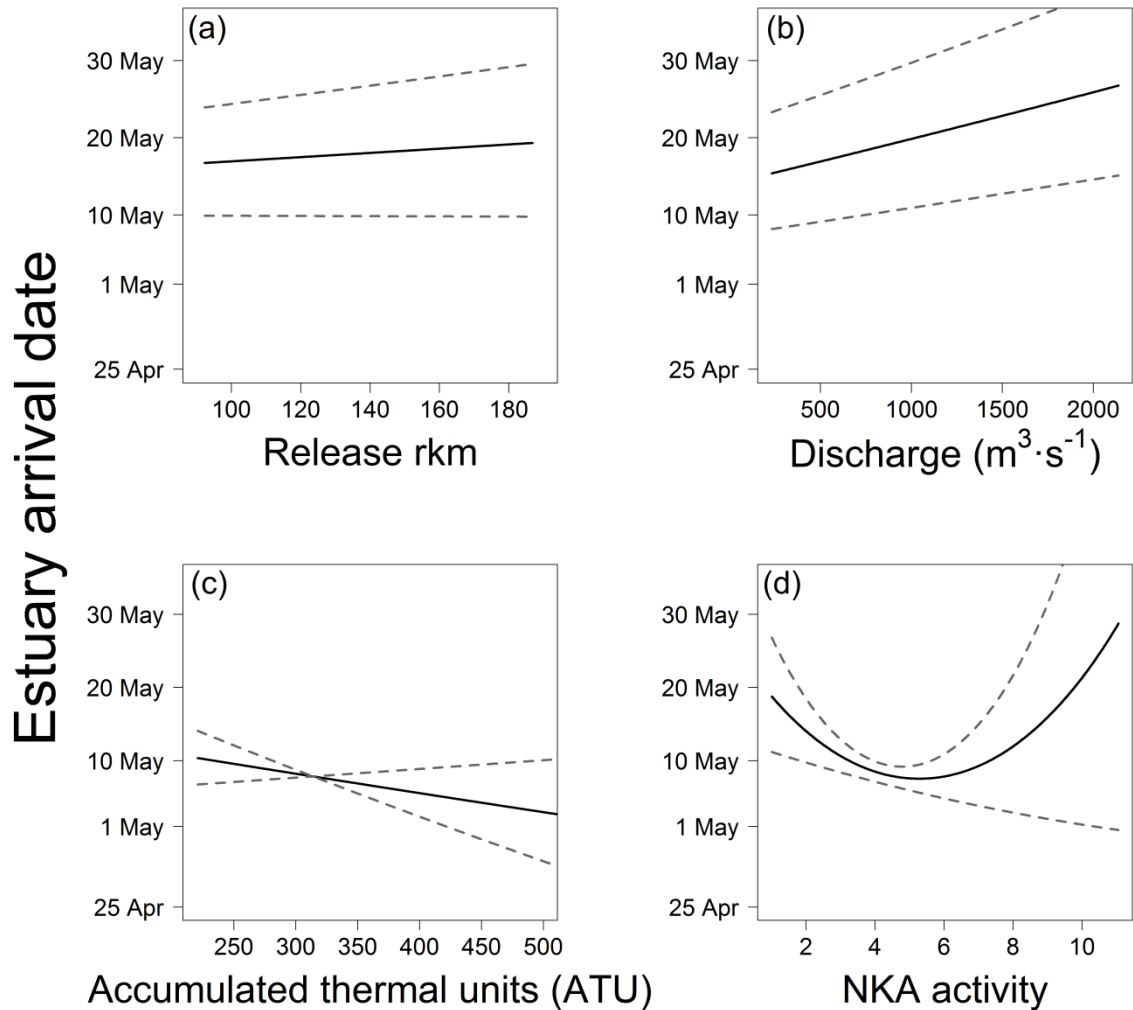 Estuary arrival date
(a)
30 May
20 May
10 May
1 May
25 Apr
100 120 140 160 180
Release rkm
(b)
30 May
20 May
10 May
1 May
25 Apr
500 1000 1500 2000
Discharge (m³·s⁻¹)
(c)
30 May
20 May
10 May
1 May
25 Apr
250 300 350 400 450 500
Accumulated thermal units (ATU)
(d)
30 May
20 May
10 May
1 May
25 Apr
2 4 6 8 10
NKA activity